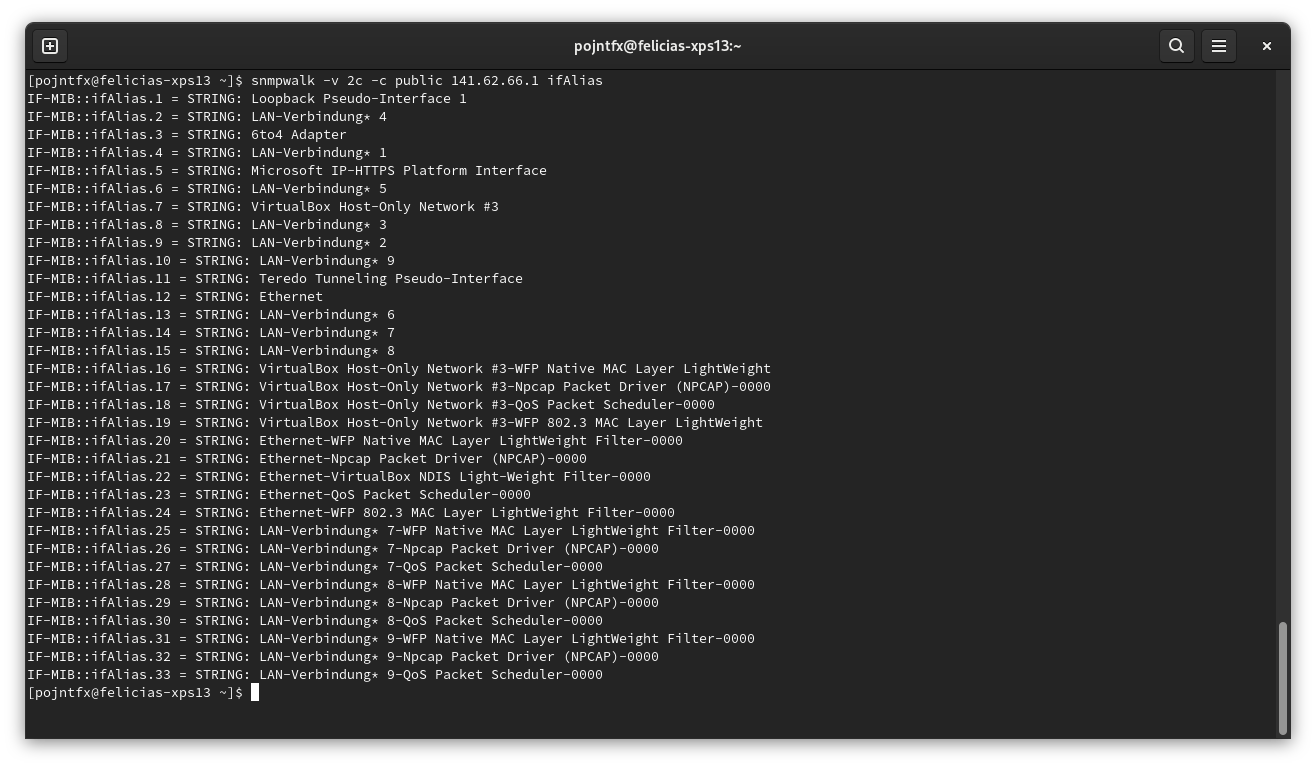 pojntfx@felicias-xps13:~
[pojntfx@felicias-xps13 ~]$ snmpwalk -v 2c -c public 141.62.66.1 ifAlias
IF-MIB::ifAlias.1 = STRING: Loopback Pseudo-Interface 1
IF-MIB::ifAlias.2 = STRING: LAN-Verbindung* 4
IF-MIB::ifAlias.3 = STRING: 6to4 Adapter
IF-MIB::ifAlias.4 = STRING: LAN-Verbindung* 1
IF-MIB::ifAlias.5 = STRING: Microsoft IP-HTTPS Platform Interface
IF-MIB::ifAlias.6 = STRING: LAN-Verbindung* 5
IF-MIB::ifAlias.7 = STRING: VirtualBox Host-Only Network #3
IF-MIB::ifAlias.8 = STRING: LAN-Verbindung* 3
IF-MIB::ifAlias.9 = STRING: LAN-Verbindung* 2
IF-MIB::ifAlias.10 = STRING: LAN-Verbindung* 9
IF-MIB::ifAlias.11 = STRING: Teredo Tunneling Pseudo-Interface
IF-MIB::ifAlias.12 = STRING: Ethernet
IF-MIB::ifAlias.13 = STRING: LAN-Verbindung* 6
IF-MIB::ifAlias.14 = STRING: LAN-Verbindung* 7
IF-MIB::ifAlias.15 = STRING: LAN-Verbindung* 8
IF-MIB::ifAlias.16 = STRING: VirtualBox Host-Only Network #3-WFP Native MAC Layer LightWeight
IF-MIB::ifAlias.17 = STRING: VirtualBox Host-Only Network #3-Npcap Packet Driver (NPCAP)-0000
IF-MIB::ifAlias.18 = STRING: VirtualBox Host-Only Network #3-QoS Packet Scheduler-0000
IF-MIB::ifAlias.19 = STRING: VirtualBox Host-Only Network #3-WFP 802.3 MAC Layer LightWeight
IF-MIB::ifAlias.20 = STRING: Ethernet-WFP Native MAC Layer LightWeight Filter-0000
IF-MIB::ifAlias.21 = STRING: Ethernet-Npcap Packet Driver (NPCAP)-0000
IF-MIB::ifAlias.22 = STRING: Ethernet-VirtualBox NDIS Light-Weight Filter-0000
IF-MIB::ifAlias.23 = STRING: Ethernet-QoS Packet Scheduler-0000
IF-MIB::ifAlias.24 = STRING: Ethernet-WFP 802.3 MAC Layer LightWeight Filter-0000
IF-MIB::ifAlias.25 = STRING: LAN-Verbindung* 7-WFP Native MAC Layer LightWeight Filter-0000
IF-MIB::ifAlias.26 = STRING: LAN-Verbindung* 7-Npcap Packet Driver (NPCAP)-0000
IF-MIB::ifAlias.27 = STRING: LAN-Verbindung* 7-QoS Packet Scheduler-0000
IF-MIB::ifAlias.28 = STRING: LAN-Verbindung* 8-WFP Native MAC Layer LightWeight Filter-0000
IF-MIB::ifAlias.29 = STRING: LAN-Verbindung* 8-Npcap Packet Driver (NPCAP)-0000
IF-MIB::ifAlias.30 = STRING: LAN-Verbindung* 8-QoS Packet Scheduler-0000
IF-MIB::ifAlias.31 = STRING: LAN-Verbindung* 9-WFP Native MAC Layer LightWeight Filter-0000
IF-MIB::ifAlias.32 = STRING: LAN-Verbindung* 9-Npcap Packet Driver (NPCAP)-0000
IF-MIB::ifAlias.33 = STRING: LAN-Verbindung* 9-QoS Packet Scheduler-0000
[pojntfx@felicias-xps13 ~]$